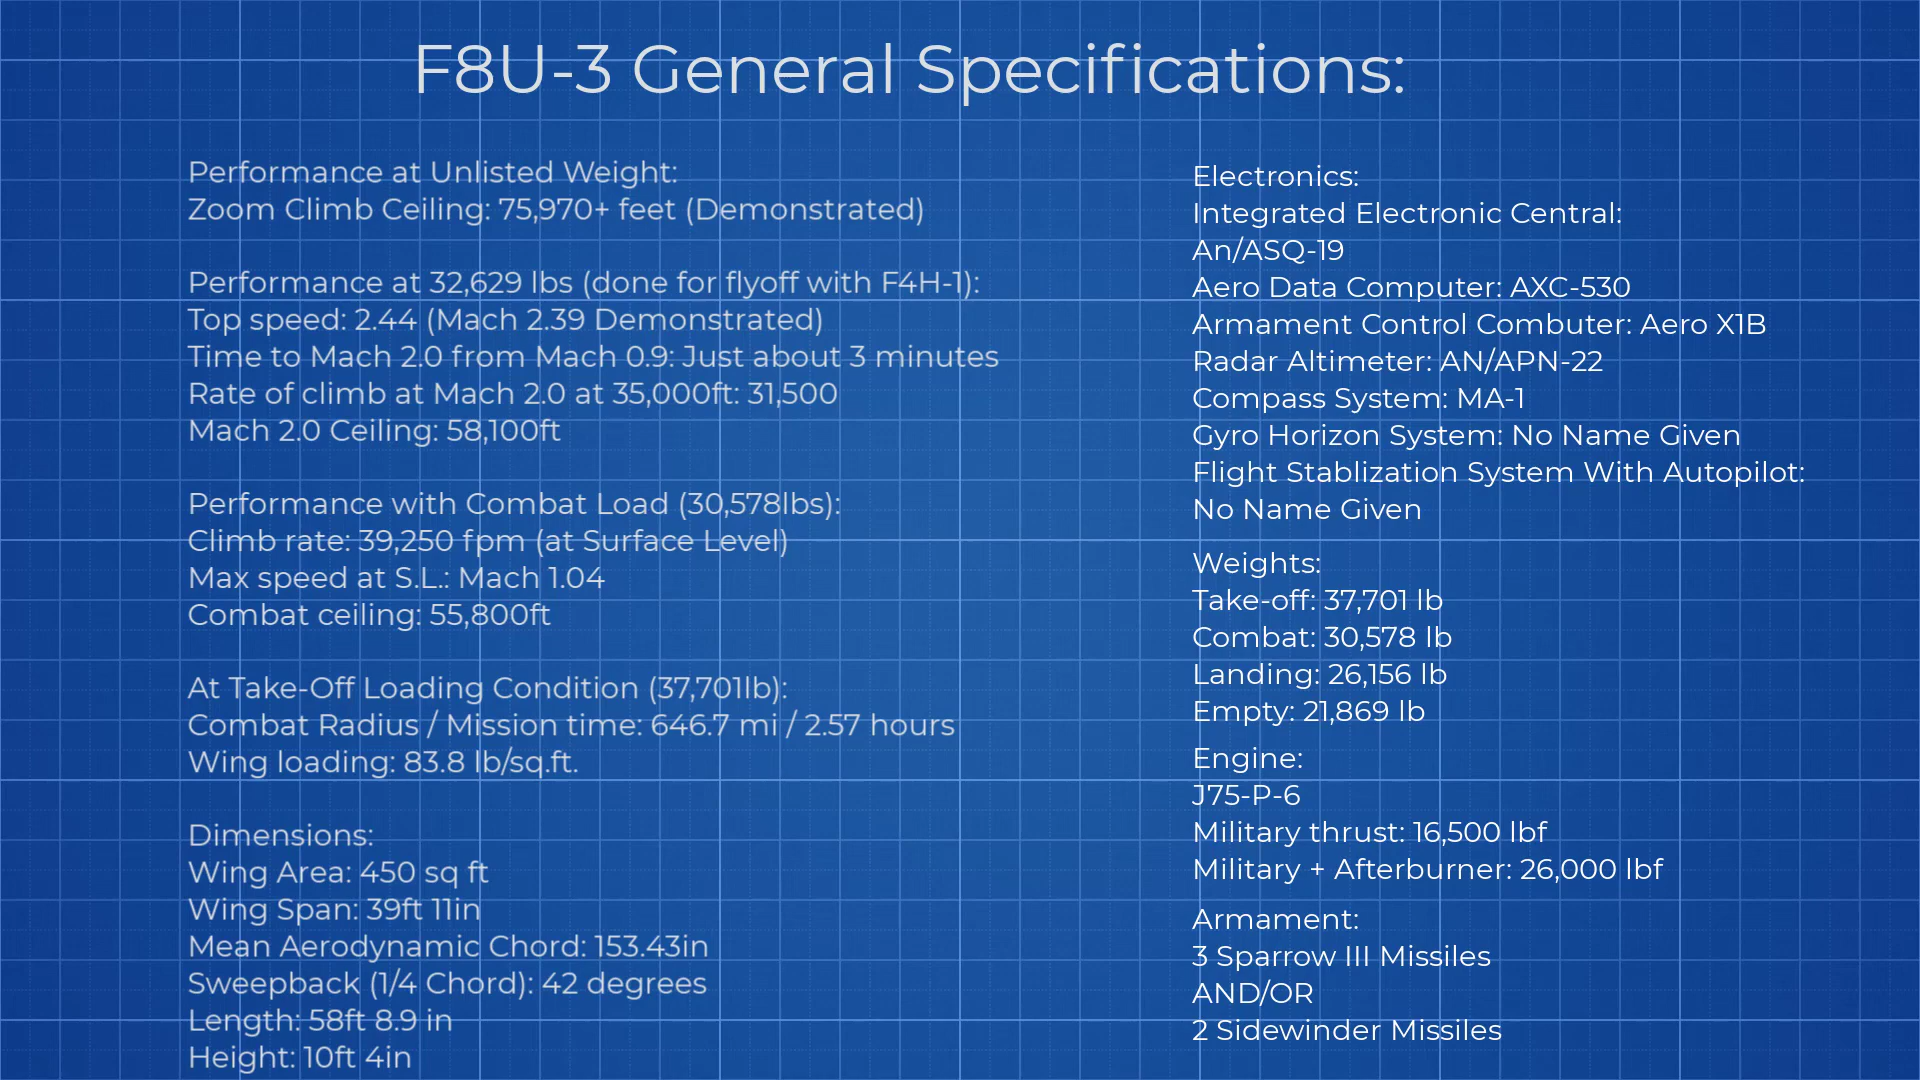 F8U-3 General Specifications:
Performance at Unlisted Weight:
Zoom Climb Ceiling: 75,970+ feet (Demonstrated)
Performance at 32,629 lbs (done for flyoff with F4H-1):
Top speed: 2.44 (Mach 2.39 Demonstrated)
Time to Mach 2.0 from Mach 0.9: Just about 3 minutes
Rate of climb at Mach 2.0 at 35,000ft: 31,500
Mach 2.0 Ceiling: 58,100ft
Performance with Combat Load (30,578lbs):
Climb rate: 39,250 fpm (at Surface Level)
Max speed at S.L.: Mach 1.04
Combat ceiling: 55,800ft
At Take-Off Loading Condition (37,701lb):
Combat Radius / Mission time: 646.7 mi / 2.57 hours
Wing loading: 83.8 lb/sq.ft.
Dimensions:
Wing Area: 450 sq ft
Wing Span: 39ft 11in
Mean Aerodynamic Chord: 153.43in
Sweepback (1/4 Chord): 42 degrees
Length: 58ft 8.9 in
Height: 10ft 4in
Electronics:
Integrated Electronic Central:
An/ASQ-19
Aero Data Computer: AXC-530
Armament Control Combuter: Aero X1B
Radar Altimeter: AN/APN-22
Compass System: MA-1
Gyro Horizon System: No Name Given
Flight Stablization System With Autopilot:
No Name Given
Weights:
Take-off: 37,701 lb
Combat: 30,578 lb
Landing: 26,156 lb
Empty: 21,869 lb
Engine:
J75-P-6
Military thrust: 16,500 lbf
Military + Afterburner: 26,000 lbf
Armament:
3 Sparrow III Missiles
AND/OR
2 Sidewinder Missiles